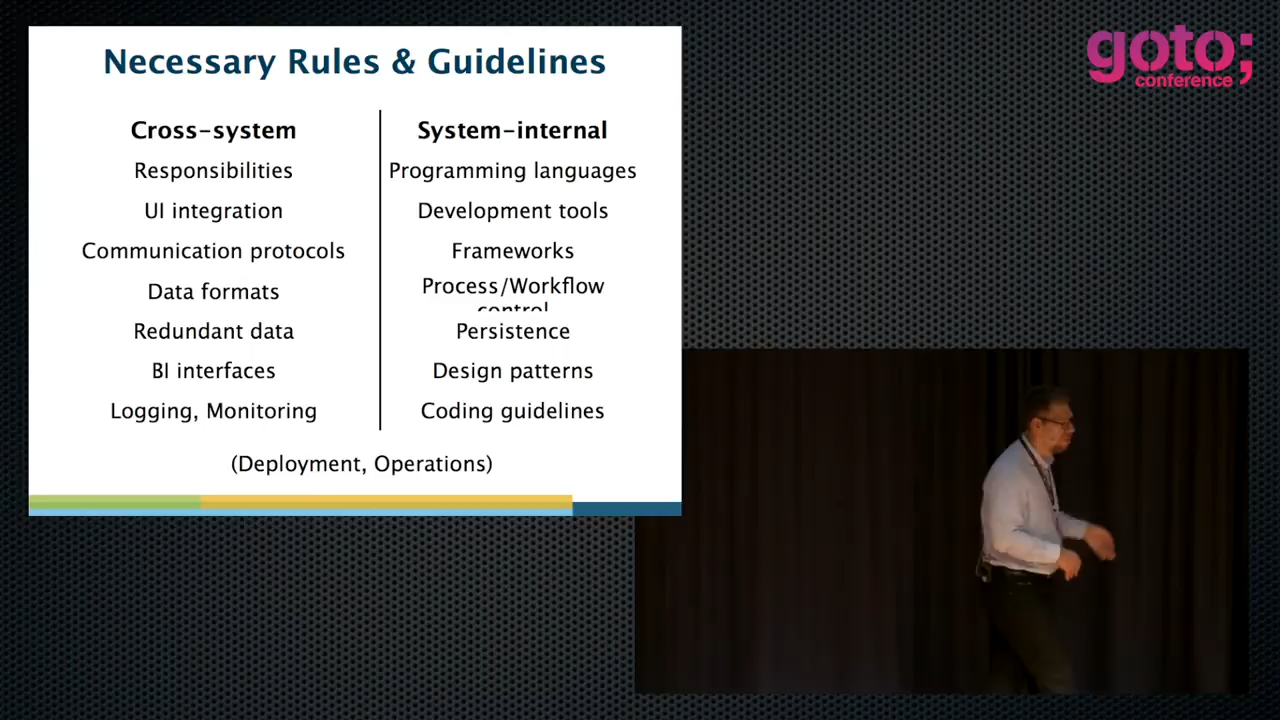 Necessary Rules & Guidelines
Cross-system
Responsibilities
UI integration
Communication protocols
Data formats
Redundant data
BI interfaces
Logging, Monitoring
System-internal
Programming languages
Development tools
Frameworks
Process/Workflow
control
Persistence
Design patterns
Coding guidelines
(Deployment, Operations)
goto;
conference